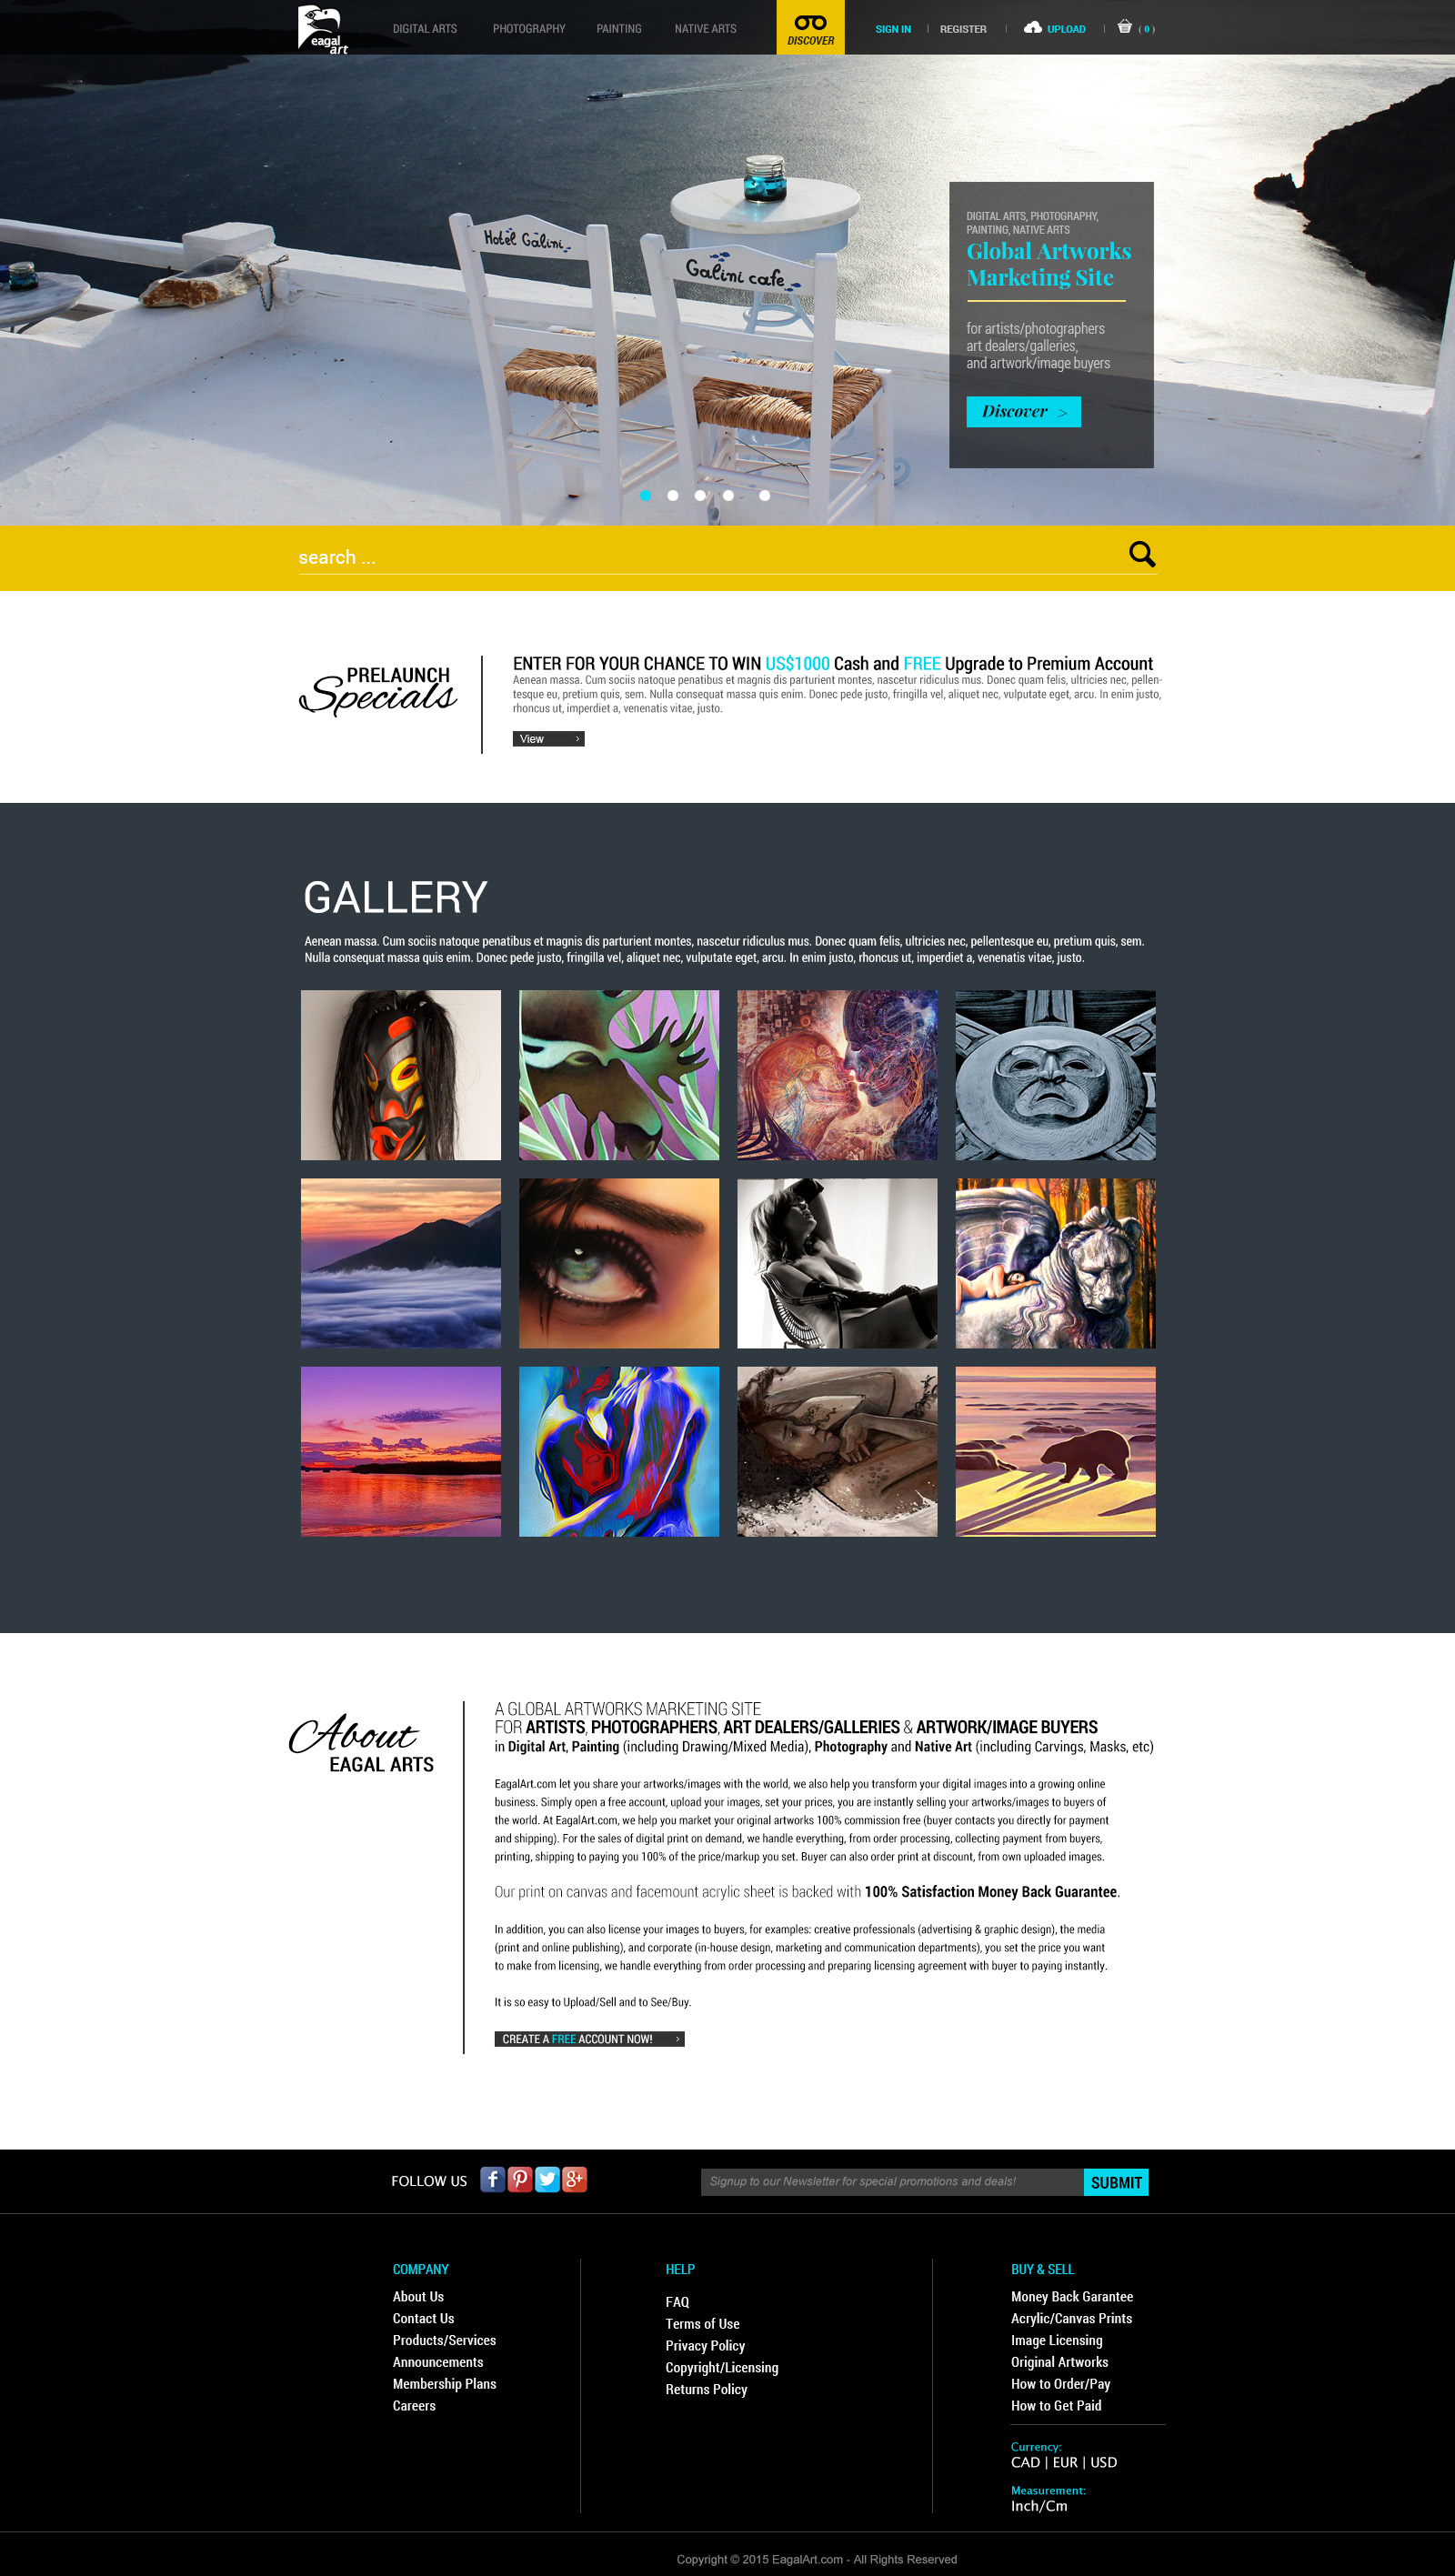 eagal
art
DIGITAL ARTS PHOTOGRAPHY PAINTING NATIVE ARTS
DISCOVER
SIGN IN | REGISTER | UPLOAD | ( 0 )
Hotel Galini
Galini cafe
DIGITAL ARTS, PHOTOGRAPHY,
PAINTING, NATIVE ARTS
Global Artworks
Marketing Site
for artists/photographers
art dealers/galleries,
and artwork/image buyers
Discover >
search ...
PRELAUNCH
Specials
ENTER FOR YOUR CHANCE TO WIN US$1000 Cash and FREE Upgrade to Premium Account
Aenean massa. Cum sociis natoque penatibus et magnis dis parturient montes, nascetur ridiculus mus. Donec quam felis, ultricies nec, pellen-
tesque eu, pretium quis, sem. Nulla consequat massa quis enim. Donec pede justo, fringilla vel, aliquet nec, vulputate eget, arcu. In enim justo,
rhoncus ut, imperdiet a, venenatis vitae, justo.
View >
GALLERY
Aenean massa. Cum sociis natoque penatibus et magnis dis parturient montes, nascetur ridiculus mus. Donec quam felis, ultricies nec, pellentesque eu, pretium quis, sem.
Nulla consequat massa quis enim. Donec pede justo, fringilla vel, aliquet nec, vulputate eget, arcu. In enim justo, rhoncus ut, imperdiet a, venenatis vitae, justo.
About
EAGAL ARTS
A GLOBAL ARTWORKS MARKETING SITE
FOR ARTISTS, PHOTOGRAPHERS, ART DEALERS/GALLERIES & ARTWORK/IMAGE BUYERS
in Digital Art, Painting (including Drawing/Mixed Media), Photography and Native Art (including Carvings, Masks, etc)
EagalArt.com let you share your artworks/images with the world, we also help you transform your digital images into a growing online
business. Simply open a free account, upload your images, set your prices, you are instantly selling your artworks/images to buyers of
the world. At EagalArt.com, we help you market your original artworks 100% commission free (buyer contacts you directly for payment
and shipping). For the sales of digital print on demand, we handle everything, from order processing, collecting payment from buyers,
printing, shipping to paying you 100% of the price/markup you set. Buyer can also order print at discount, from own uploaded images.
Our print on canvas and facemount acrylic sheet is backed with 100% Satisfaction Money Back Guarantee.
In addition, you can also license your images to buyers, for examples: creative professionals (advertising & graphic design), the media
(print and online publishing), and corporate (in-house design, marketing and communication departments), you set the price you want
to make from licensing, we handle everything from order processing and preparing licensing agreement with buyer to paying instantly.
It is so easy to Upload/Sell and to See/Buy.
CREATE A FREE ACCOUNT NOW! >
FOLLOW US
Signup to our Newsletter for special promotions and deals!
SUBMIT
COMPANY
About Us
Contact Us
Products/Services
Announcements
Membership Plans
Careers
HELP
FAQ
Terms of Use
Privacy Policy
Copyright/Licensing
Returns Policy
BUY & SELL
Money Back Garantee
Acrylic/Canvas Prints
Image Licensing
Original Artworks
How to Order/Pay
How to Get Paid
Currency:
CAD | EUR | USD
Measurement:
Inch/Cm
Copyright © 2015 EagalArt.com - All Rights Reserved